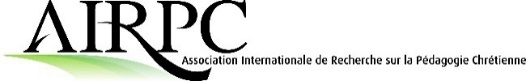 AIRPC
Association Internationale de Recherche sur la Pédagogie Chrétienne